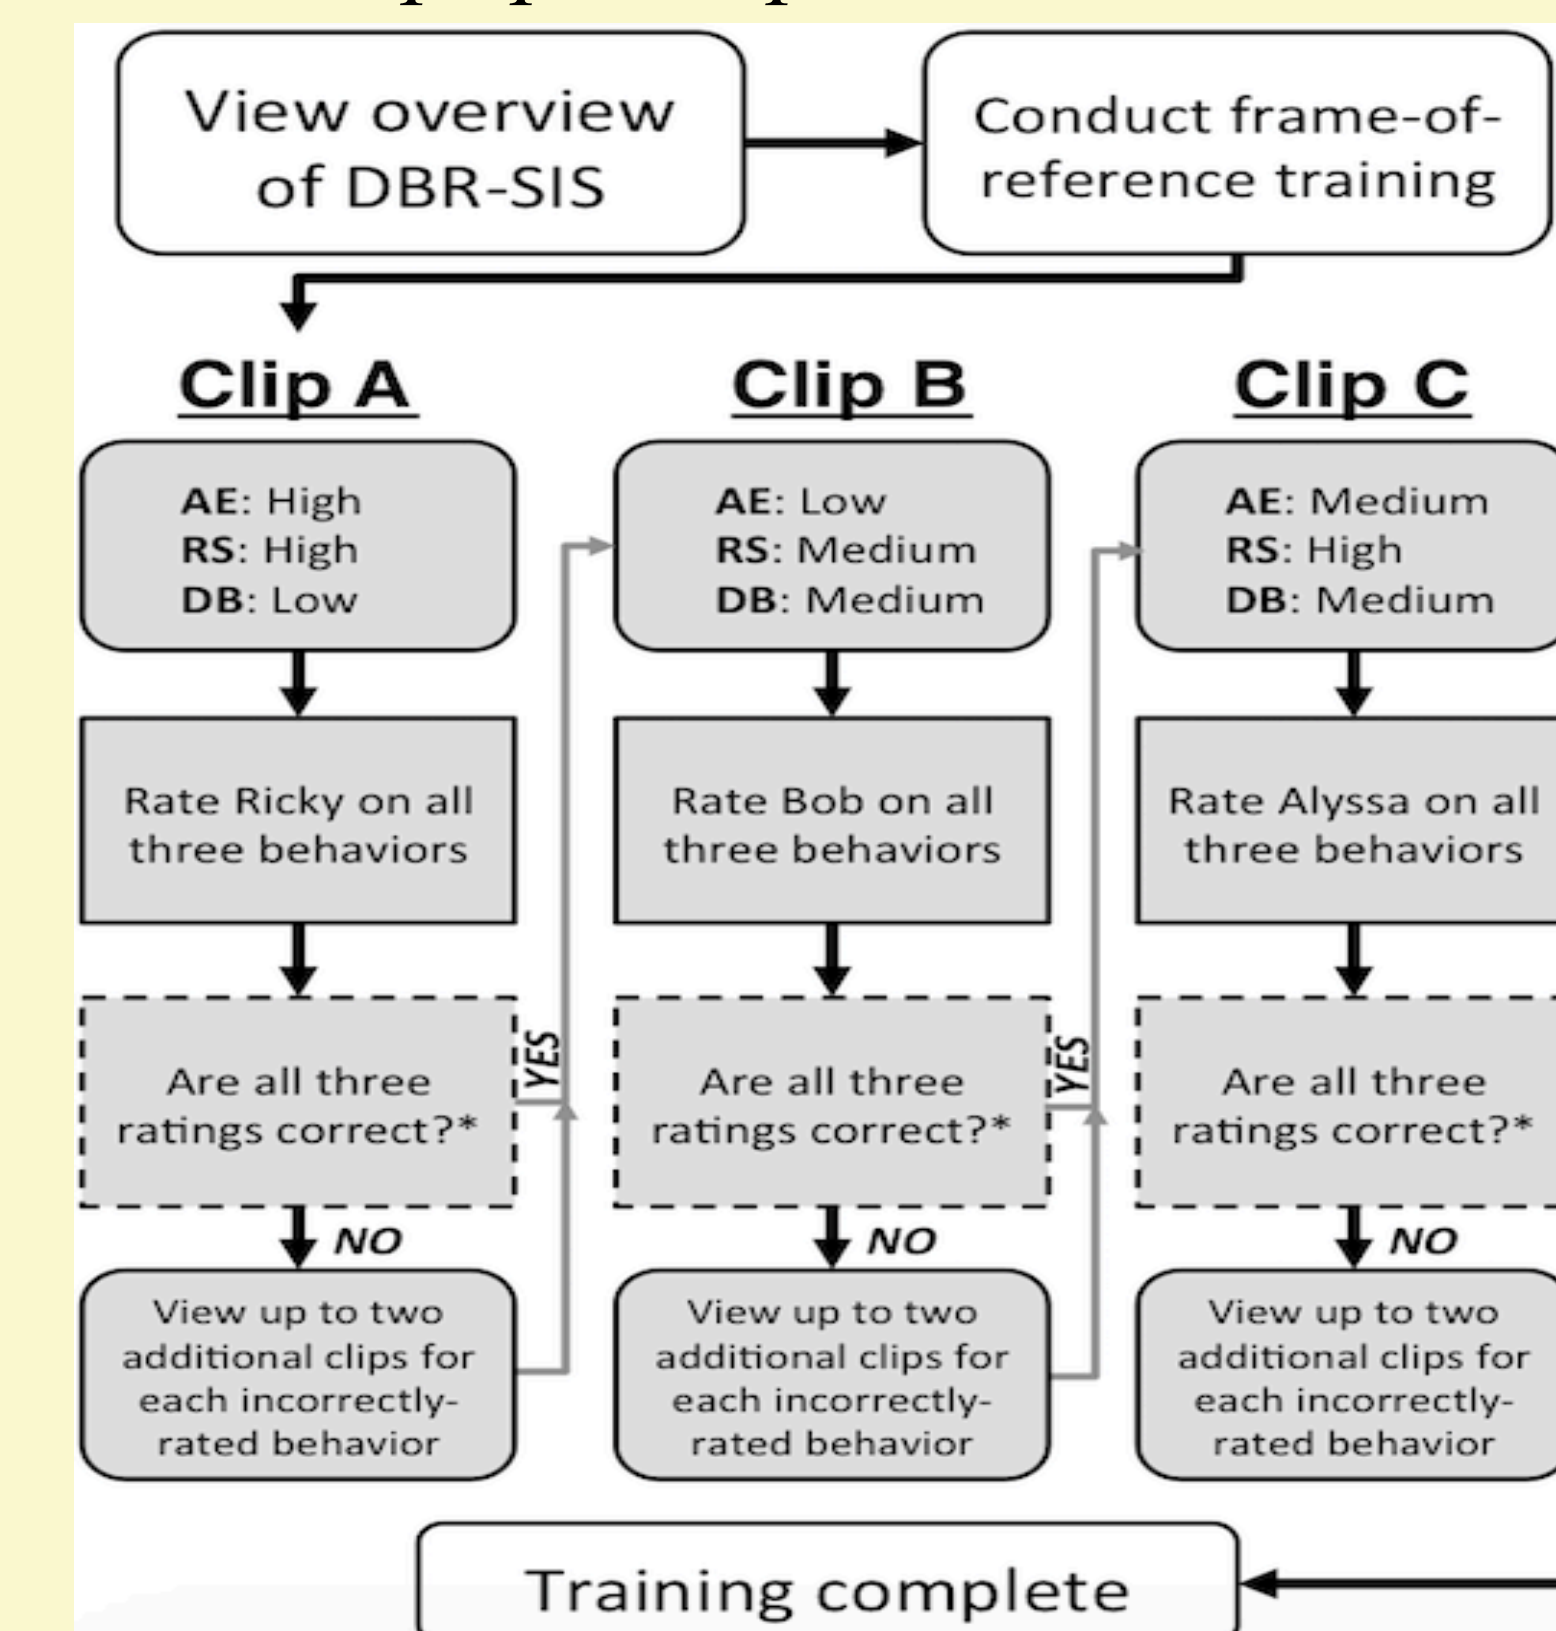 View overview
of DBR-SIS
Conduct frame-of-
reference training
Clip A
AE: High
RS: High
DB: Low
Rate Ricky on all
three behaviors
Are all three
ratings correct?*
YES
NO
View up to two
additional clips for
each incorrectly-
rated behavior
Clip B
AE: Low
RS: Medium
DB: Medium
Rate Bob on all
three behaviors
Are all three
ratings correct?*
YES
NO
View up to two
additional clips for
each incorrectly-
rated behavior
Clip C
AE: Medium
RS: High
DB: Medium
Rate Alyssa on all
three behaviors
Are all three
ratings correct?*
NO
View up to two
additional clips for
each incorrectly-
rated behavior
Training complete